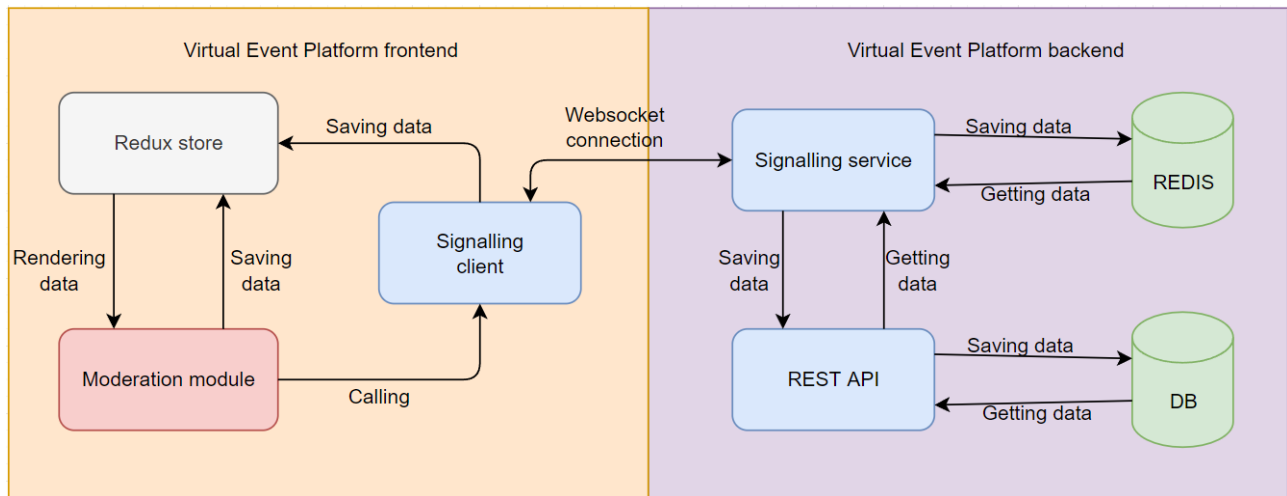 Virtual Event Platform frontend
Virtual Event Platform backend
Redux store
Saving data
Websocket
connection
Signalling service
Saving data
Getting data
REDIS
Signalling
client
Rendering
data
Saving
data
Saving
data
Getting
data
Moderation module
Calling
REST API
Saving data
Getting data
DB